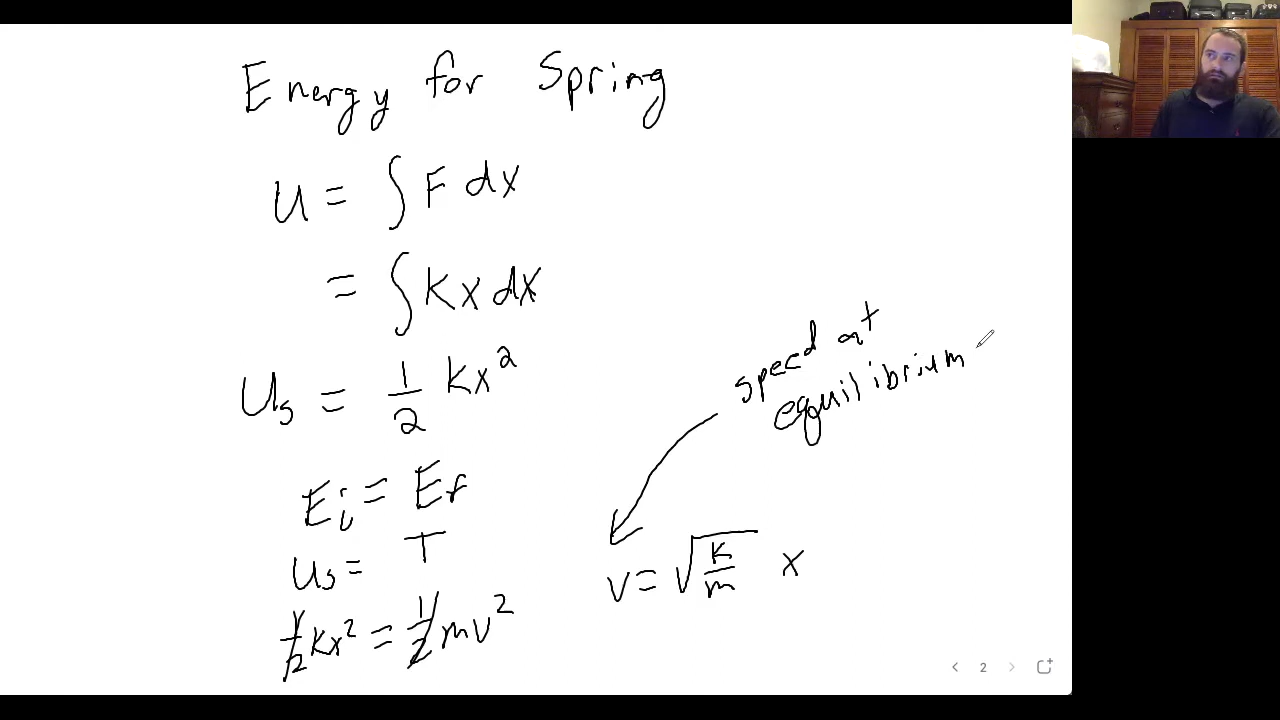 Energy for Spring
U = ∫ F dx
= ∫ kx dx
Us = 1/2 kx²
Ei = Ef
Us = T
1/2 kx² = 1/2 mv²
speed at
equilibrium
v = √(k/m) x
2